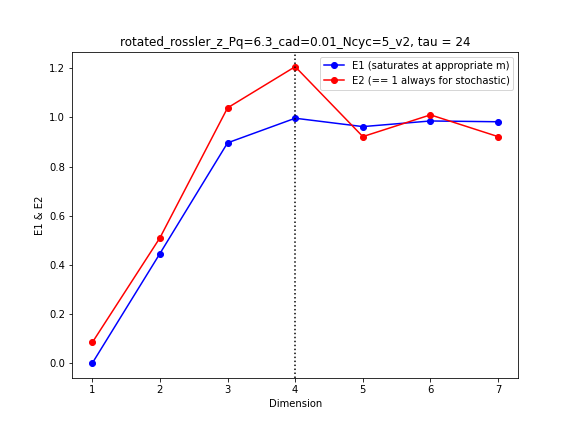 rotated_rossler_z_Pq=6.3_cad=0.01_Ncyc=5_v2, tau = 24
E1 (saturates at appropriate m)
E2 (== 1 always for stochastic)
E1 & E2
1.2
1.0
0.8
0.6
0.4
0.2
0.0
1 2 3 4 5 6 7
Dimension